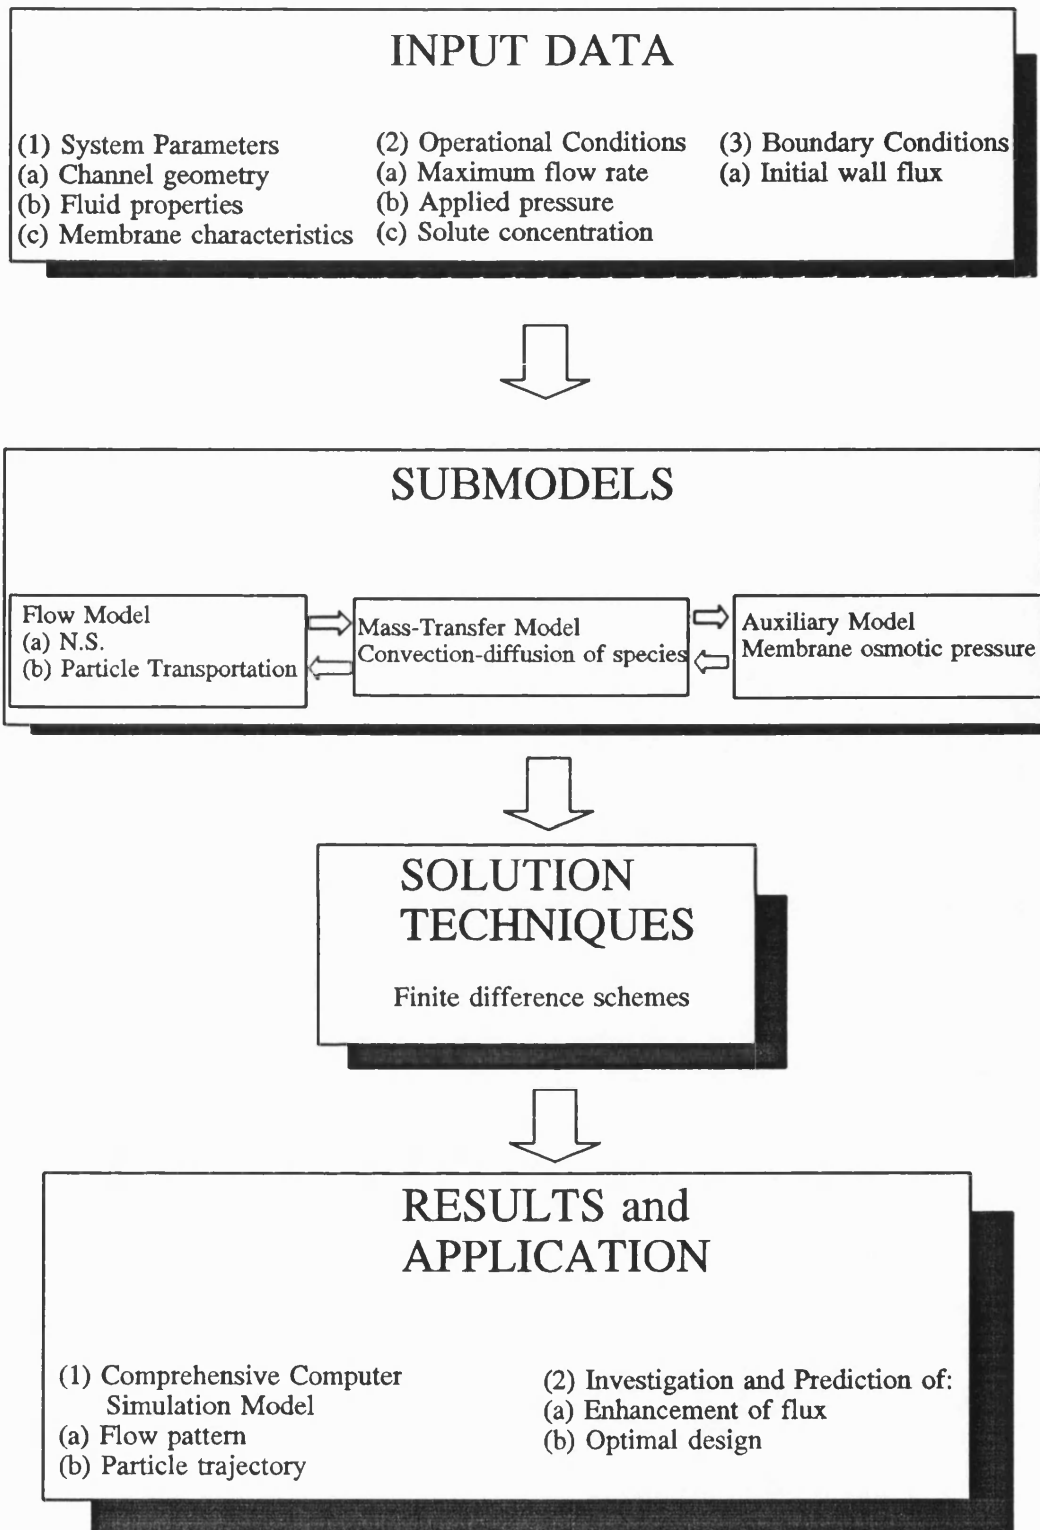 INPUT DATA
(1) System Parameters
(a) Channel geometry
(b) Fluid properties
(c) Membrane characteristics
(2) Operational Conditions
(a) Maximum flow rate
(b) Applied pressure
(c) Solute concentration
(3) Boundary Conditions
(a) Initial wall flux
SUBMODELS
Flow Model
(a) N.S.
(b) Particle Transportation
Mass-Transfer Model
Convection-diffusion of species
Auxiliary Model
Membrane osmotic pressure
SOLUTION
TECHNIQUES
Finite difference schemes
RESULTS and
APPLICATION
(1) Comprehensive Computer
Simulation Model
(a) Flow pattern
(b) Particle trajectory
(2) Investigation and Prediction of:
(a) Enhancement of flux
(b) Optimal design